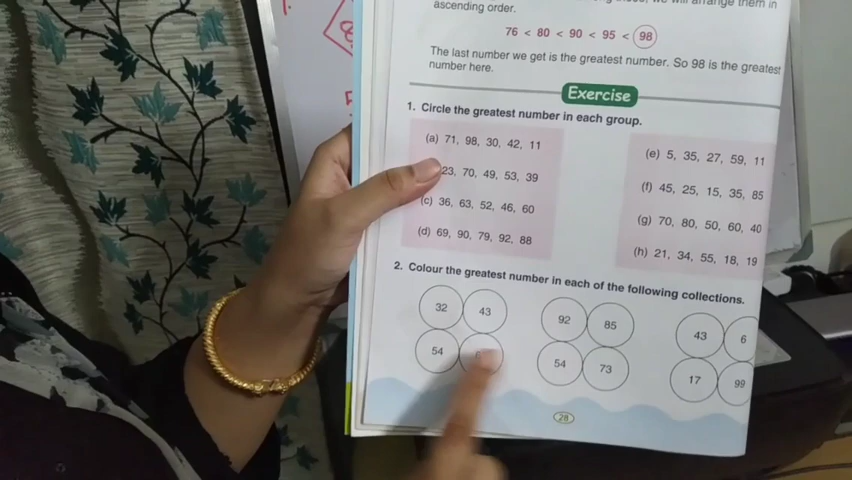 will arrange them in
ascending order.
76 < 80 < 90 < 95 < 98
The last number we get is the greatest number. So 98 is the greatest
number here.
Exercise
1. Circle the greatest number in each group.
(a) 71, 98, 30, 42, 11
23, 70, 49, 53, 39
(c) 36, 63, 52, 46, 60
(d) 69, 90, 79, 92, 88
(e) 5, 35, 27, 59, 11
(f) 45, 25, 15, 35, 85
(g) 70, 80, 50, 60, 40
(h) 21, 34, 55, 18, 19
2. Colour the greatest number in each of the following collections.
32 43 92 85 43 6
54 54 73 17 99
28